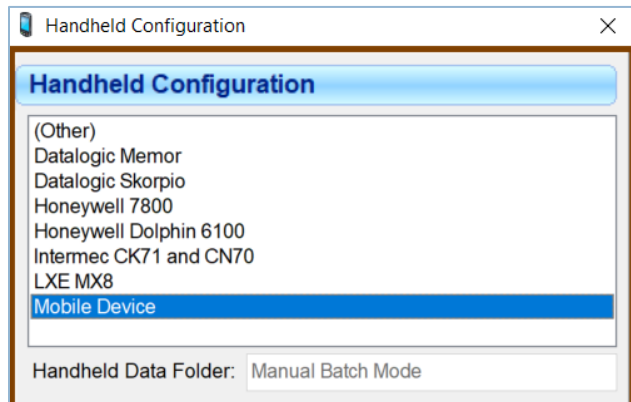 Handheld Configuration
Handheld Configuration
(Other)
Datalogic Memor
Datalogic Skorpio
Honeywell 7800
Honeywell Dolphin 6100
Intermec CK71 and CN70
LXE MX8
Mobile Device
Handheld Data Folder: Manual Batch Mode